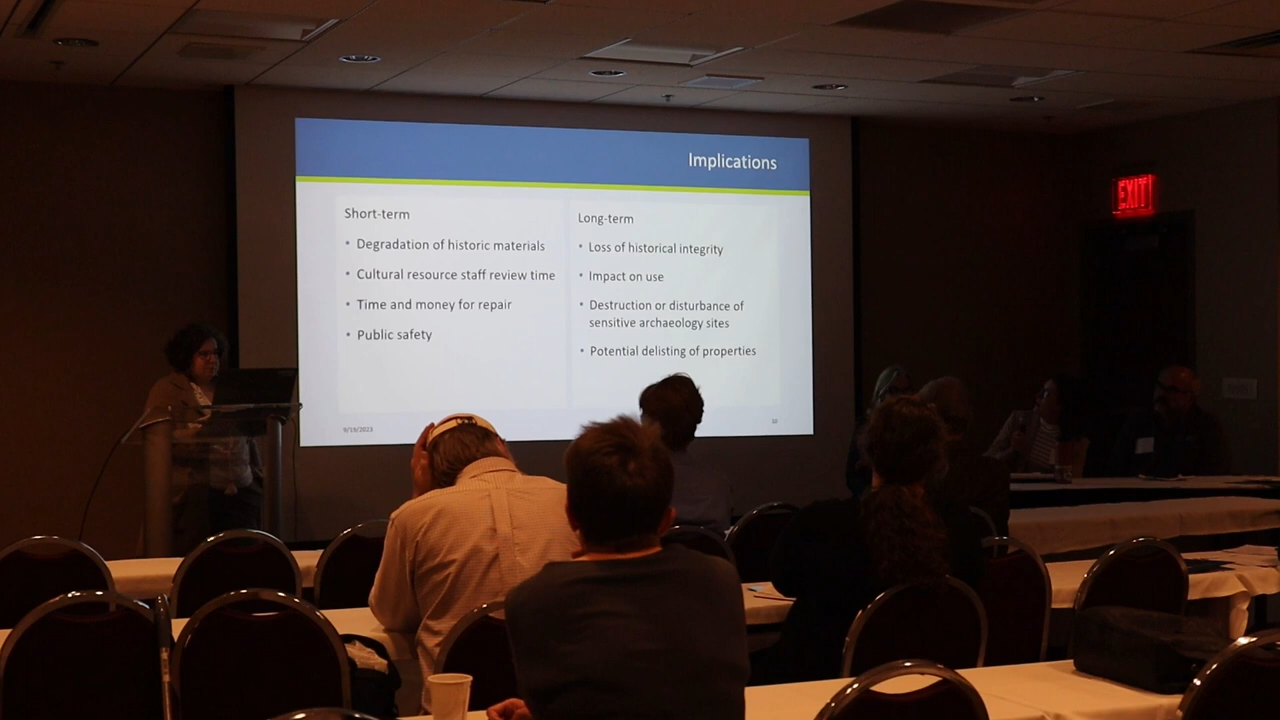 Implications
Short-term
• Degradation of historic materials
• Cultural resource staff review time
• Time and money for repair
• Public safety
Long-term
• Loss of historical integrity
• Impact on use
• Destruction or disturbance of
sensitive archaeology sites
• Potential delisting of properties
9/19/2023
10
EXIT